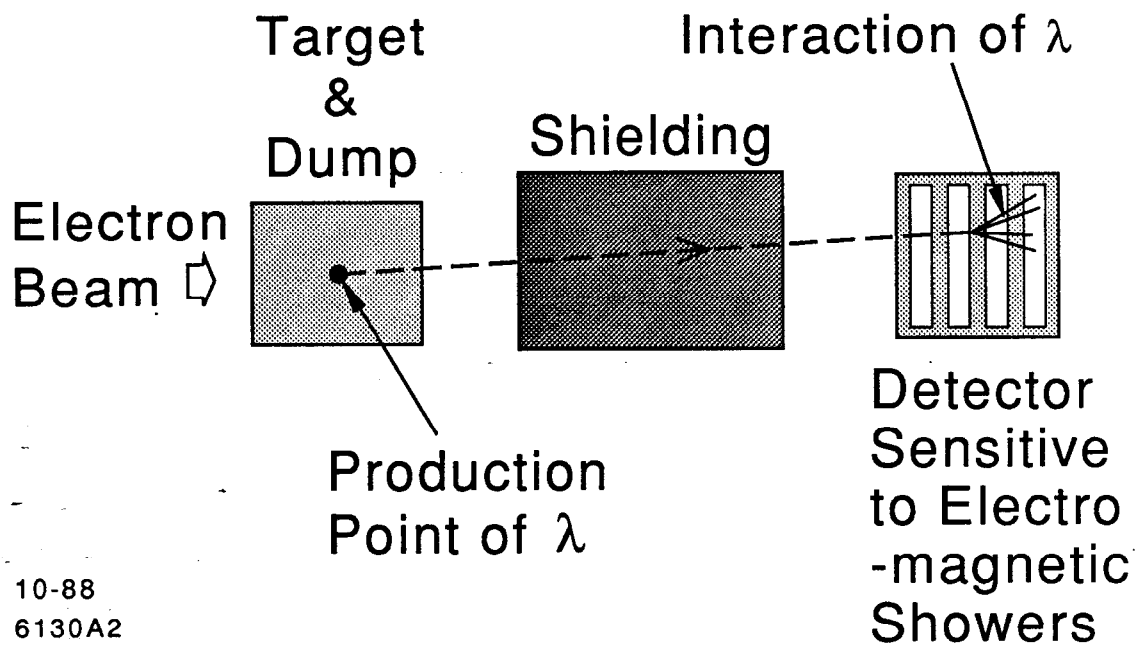 Target
&
Dump
Interaction of λ
Shielding
Electron
Beam
Production
Point of λ
Detector
Sensitive
to Electro
-magnetic
Showers
10-88
6130A2